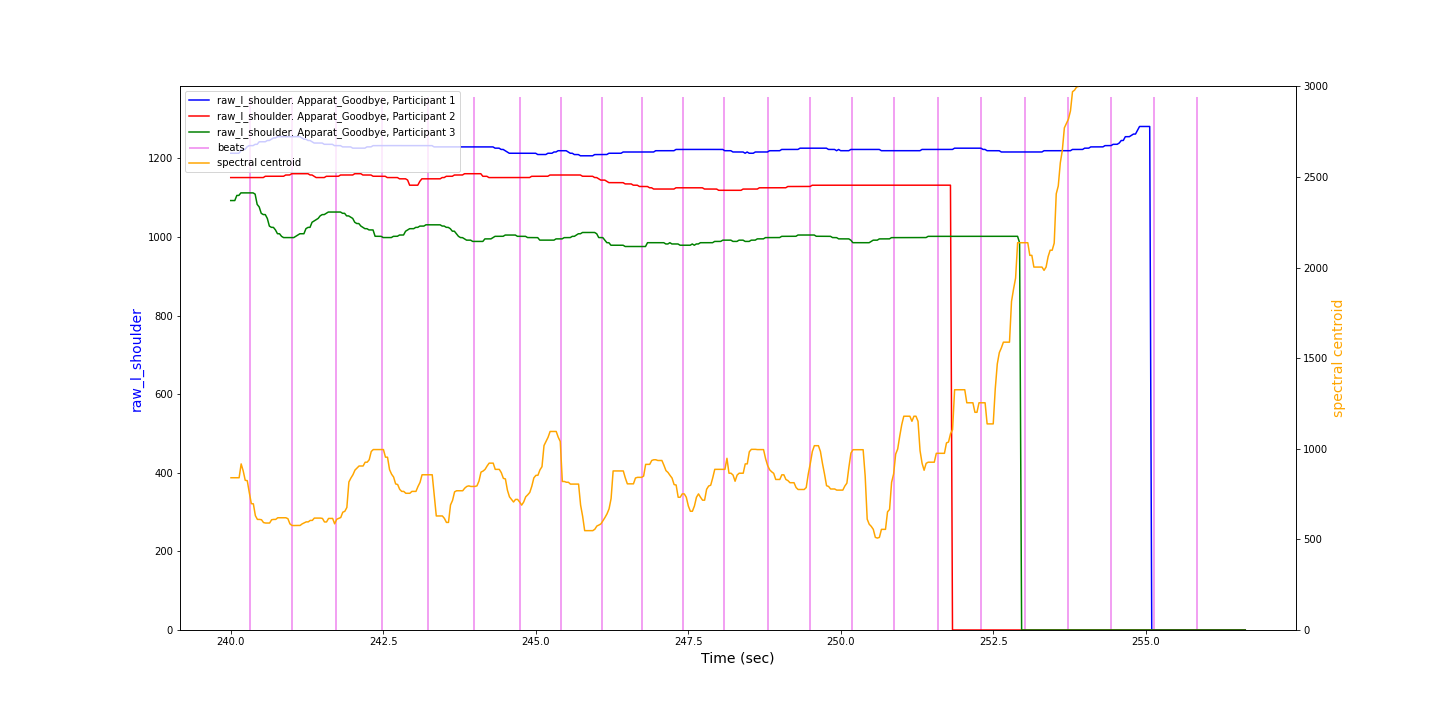 raw_l_shoulder. Apparat_Goodbye, Participant 1
raw_l_shoulder. Apparat_Goodbye, Participant 2
raw_l_shoulder. Apparat_Goodbye, Participant 3
beats
spectral centroid
raw_l_shoulder
1200
1000
800
600
400
200
0
3000
2500
2000
1500
1000
500
0
spectral centroid
240.0 242.5 245.0 247.5 250.0 252.5 255.0
Time (sec)